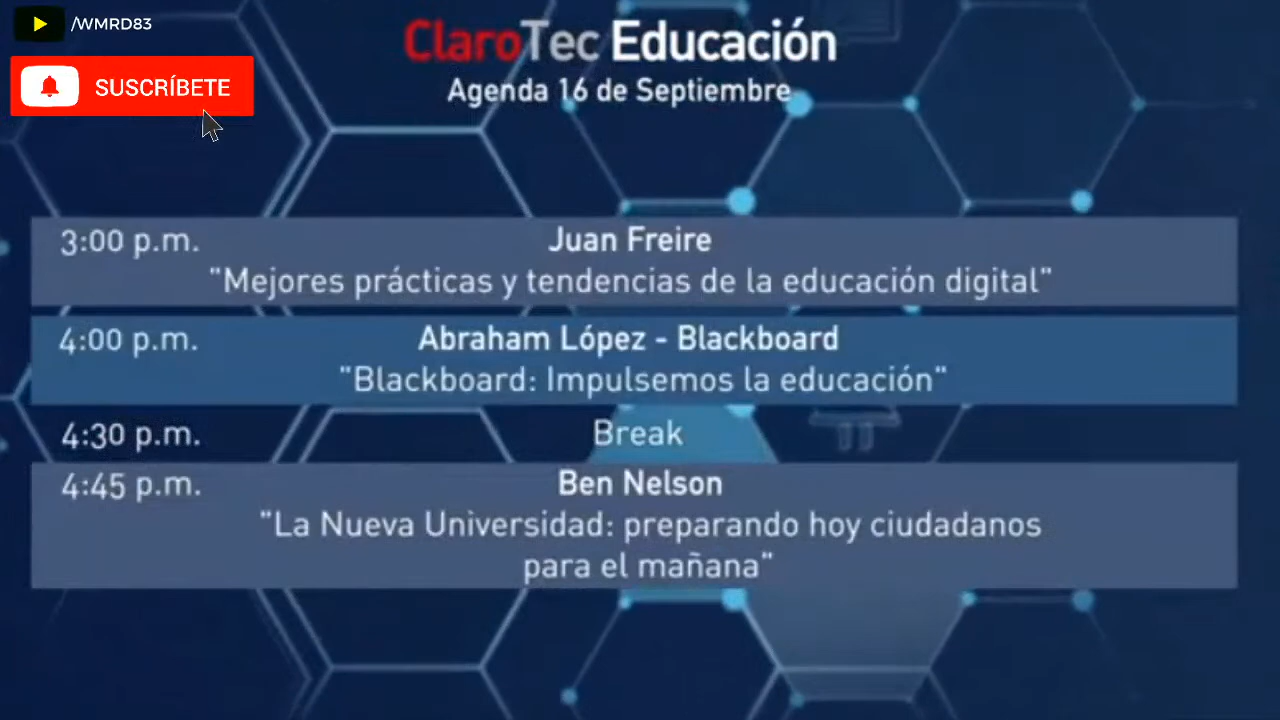 /WMRD83
SUSCRÍBETE
ClaroTec Educación
Agenda 16 de Septiembre
3:00 p.m.
Juan Freire
"Mejores prácticas y tendencias de la educación digital"
4:00 p.m.
Abraham López - Blackboard
"Blackboard: Impulsemos la educación"
4:30 p.m.
Break
4:45 p.m.
Ben Nelson
"La Nueva Universidad: preparando hoy ciudadanos
para el mañana"